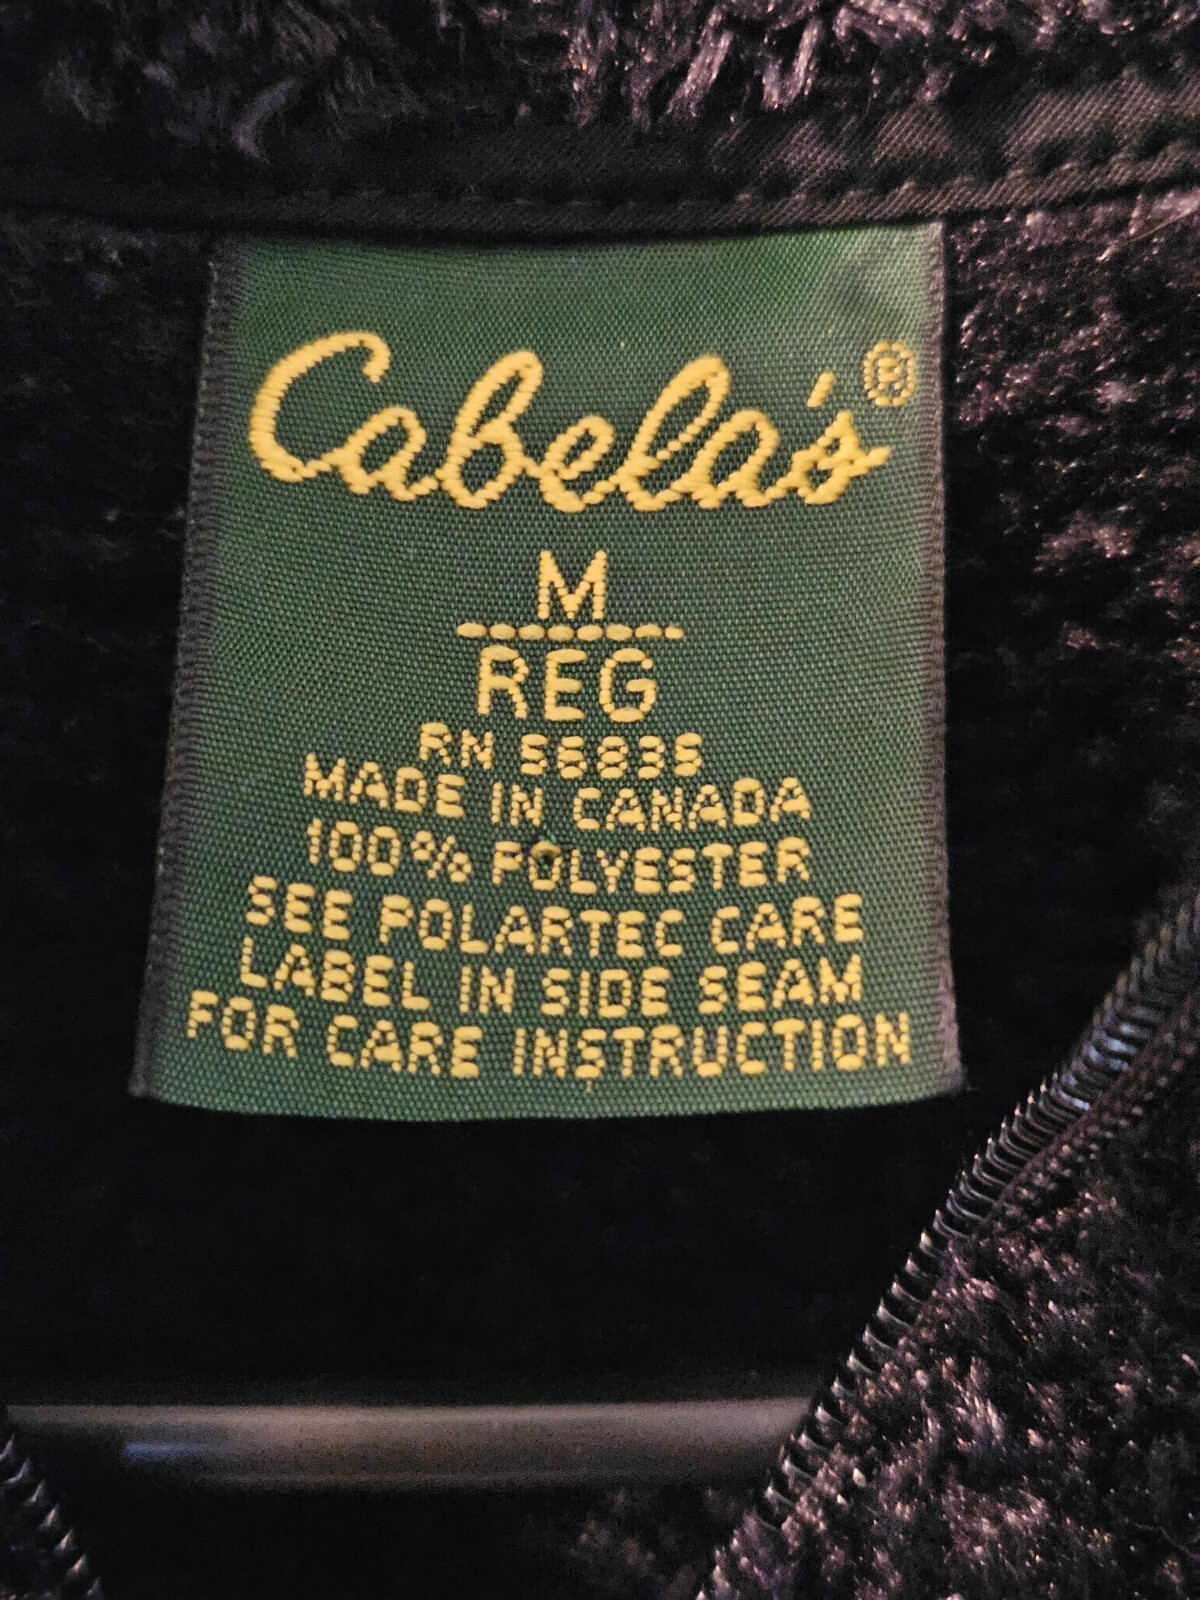 Cabela's®
M
REG
RN 56835
MADE IN CANADA
100% POLYESTER
SEE POLARTEC CARE
LABEL IN SIDE SEAM
FOR CARE INSTRUCTION